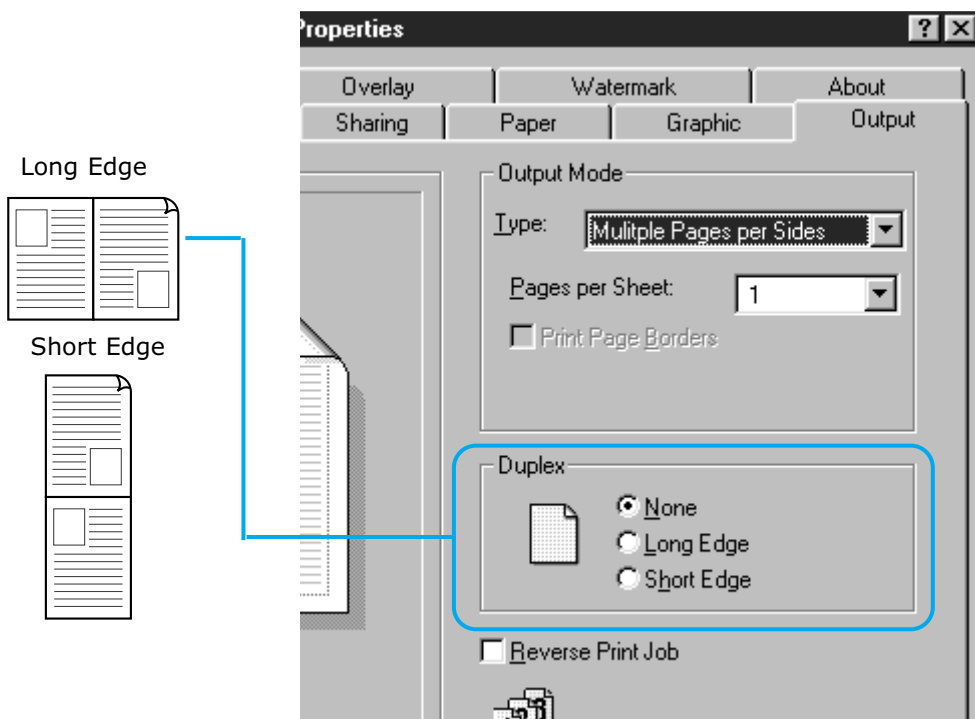 Properties
Overlay Watermark About
Sharing Paper Graphic Output
Long Edge
Short Edge
Output Mode
Type: Mulitple Pages per Sides
Pages per Sheet: 1
Print Page Borders
Duplex
None
Long Edge
Short Edge
Reverse Print Job